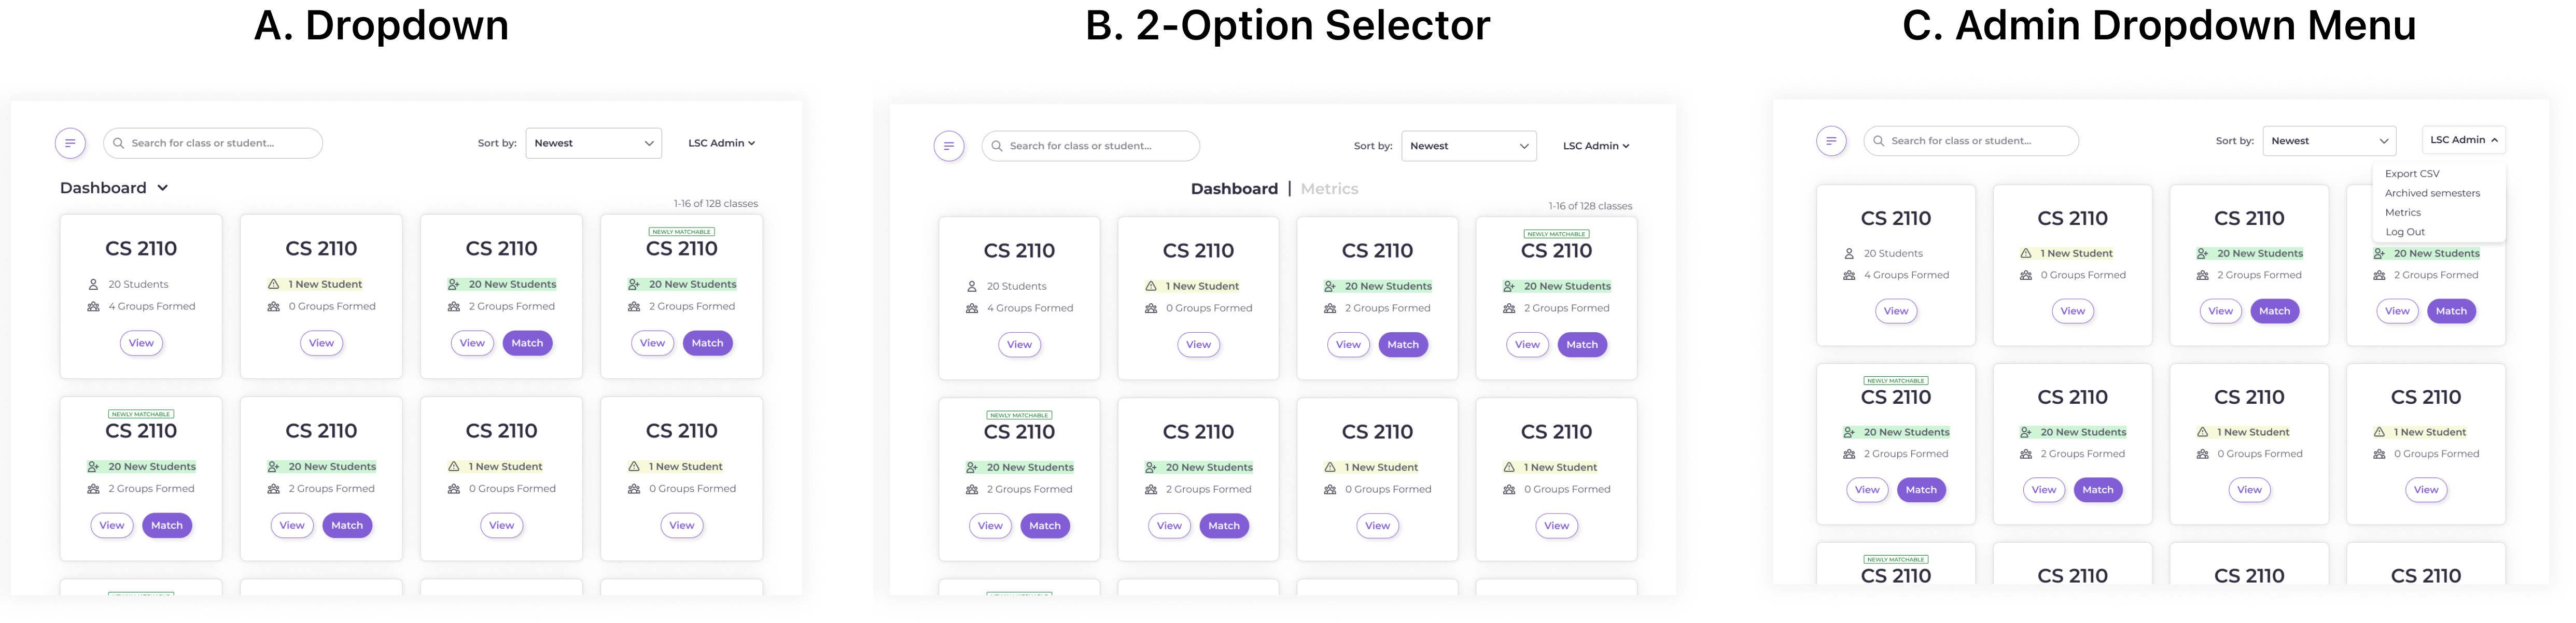 A. Dropdown
Search for class or student...
Sort by: Newest LSC Admin
Dashboard
1-16 of 128 classes
NEWLY MATCHABLE
CS 2110 CS 2110 CS 2110 CS 2110
20 Students 1 New Student 20 New Students 20 New Students
4 Groups Formed 0 Groups Formed 2 Groups Formed 2 Groups Formed
View View View Match View Match
NEWLY MATCHABLE
CS 2110 CS 2110 CS 2110 CS 2110
20 New Students 20 New Students 1 New Student 1 New Student
2 Groups Formed 2 Groups Formed 0 Groups Formed 0 Groups Formed
View Match View Match View View
B. 2-Option Selector
Search for class or student...
Sort by: Newest LSC Admin
Dashboard | Metrics
1-16 of 128 classes
NEWLY MATCHABLE
CS 2110 CS 2110 CS 2110 CS 2110
20 Students 1 New Student 20 New Students 20 New Students
4 Groups Formed 0 Groups Formed 2 Groups Formed 2 Groups Formed
View View View Match View Match
NEWLY MATCHABLE
CS 2110 CS 2110 CS 2110 CS 2110
20 New Students 20 New Students 1 New Student 1 New Student
2 Groups Formed 2 Groups Formed 0 Groups Formed 0 Groups Formed
View Match View Match View View
C. Admin Dropdown Menu
Search for class or student...
Sort by: Newest LSC Admin
Export CSV
Archived semesters
Metrics
Log Out
CS 2110 CS 2110 CS 2110
20 Students 1 New Student 20 New Students 20 New Students
4 Groups Formed 0 Groups Formed 2 Groups Formed 2 Groups Formed
View View View Match View Match
NEWLY MATCHABLE
CS 2110 CS 2110 CS 2110 CS 2110
20 New Students 20 New Students 1 New Student 1 New Student
2 Groups Formed 2 Groups Formed 0 Groups Formed 0 Groups Formed
View Match View Match View View
NEWLY MATCHABLE
CS 2110 CS 2110 CS 2110 CS 2110